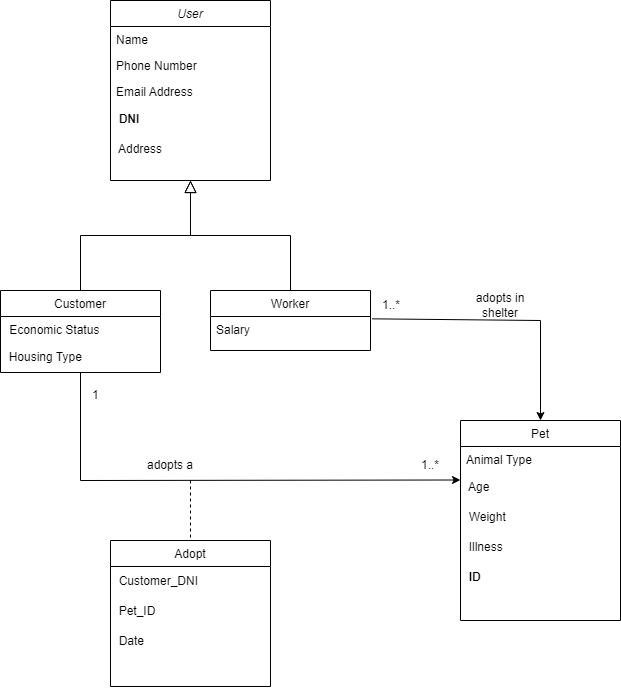 User
Name
Phone Number
Email Address
DNI
Address
Customer
Economic Status
Housing Type
Worker
Salary
1..*
adopts in
shelter
1
adopts a
1..*
Pet
Animal Type
Age
Weight
Illness
ID
Adopt
Customer_DNI
Pet_ID
Date